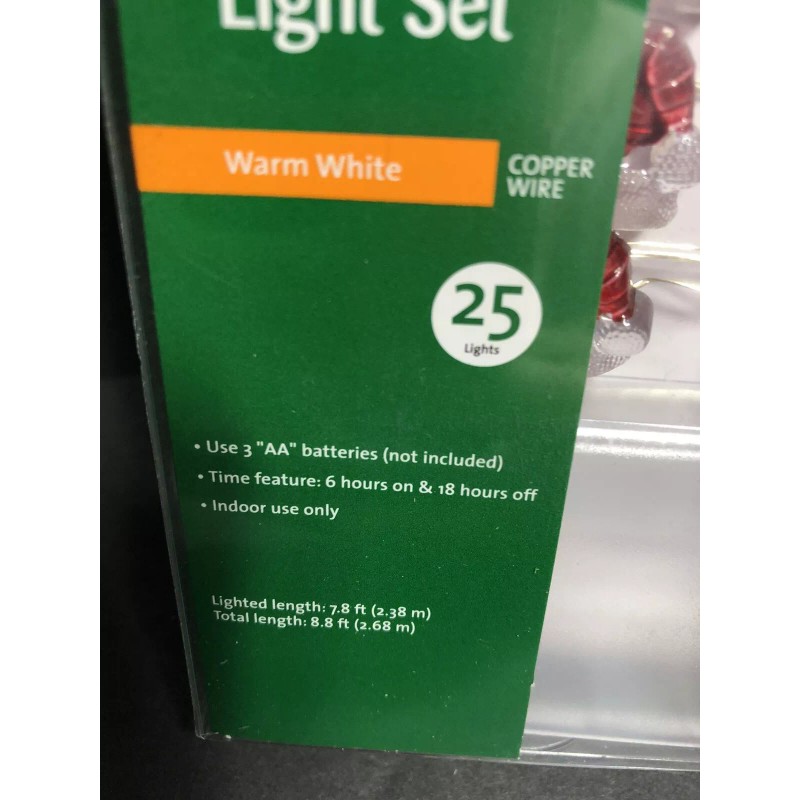 Light Set
Warm White
COPPER
WIRE
25
Lights
• Use 3 "AA" batteries (not included)
• Time feature: 6 hours on & 18 hours off
• Indoor use only
Lighted length: 7.8 ft (2.38 m)
Total length: 8.8 ft (2.68 m)